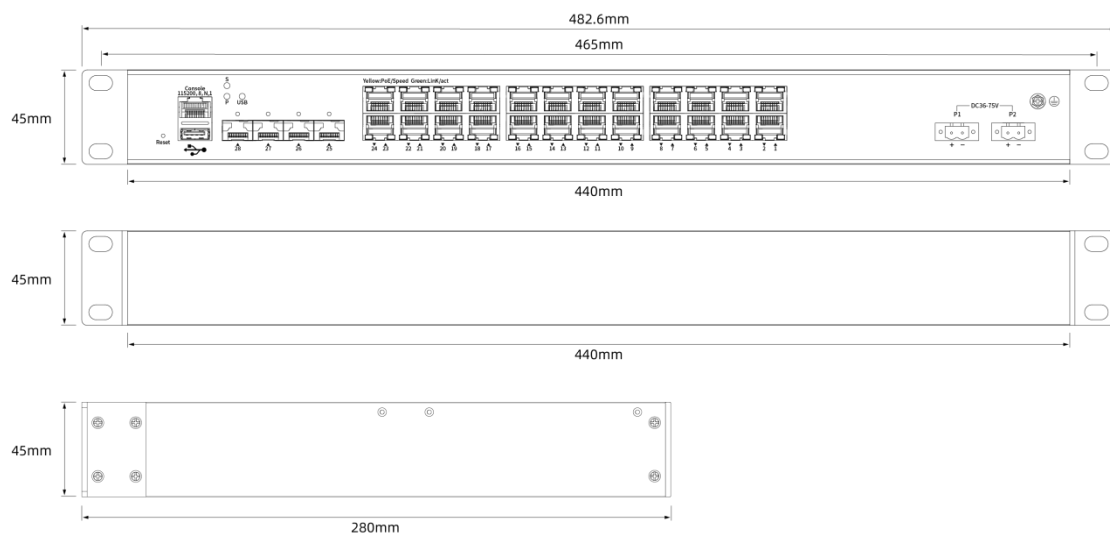 482.6mm
465mm
45mm
Console
115200,8,N,1
S
P
USB
Reset
28 27 26 25
Yellow:PoE/Speed Green:LinK/act
24 23 22 21 20 19 18 17 16 15 14 13 12 11 10 9 8 7 6 5 4 3 2 1
DC36-75V
P1 P2
+ − + −
440mm
45mm
440mm
45mm
280mm